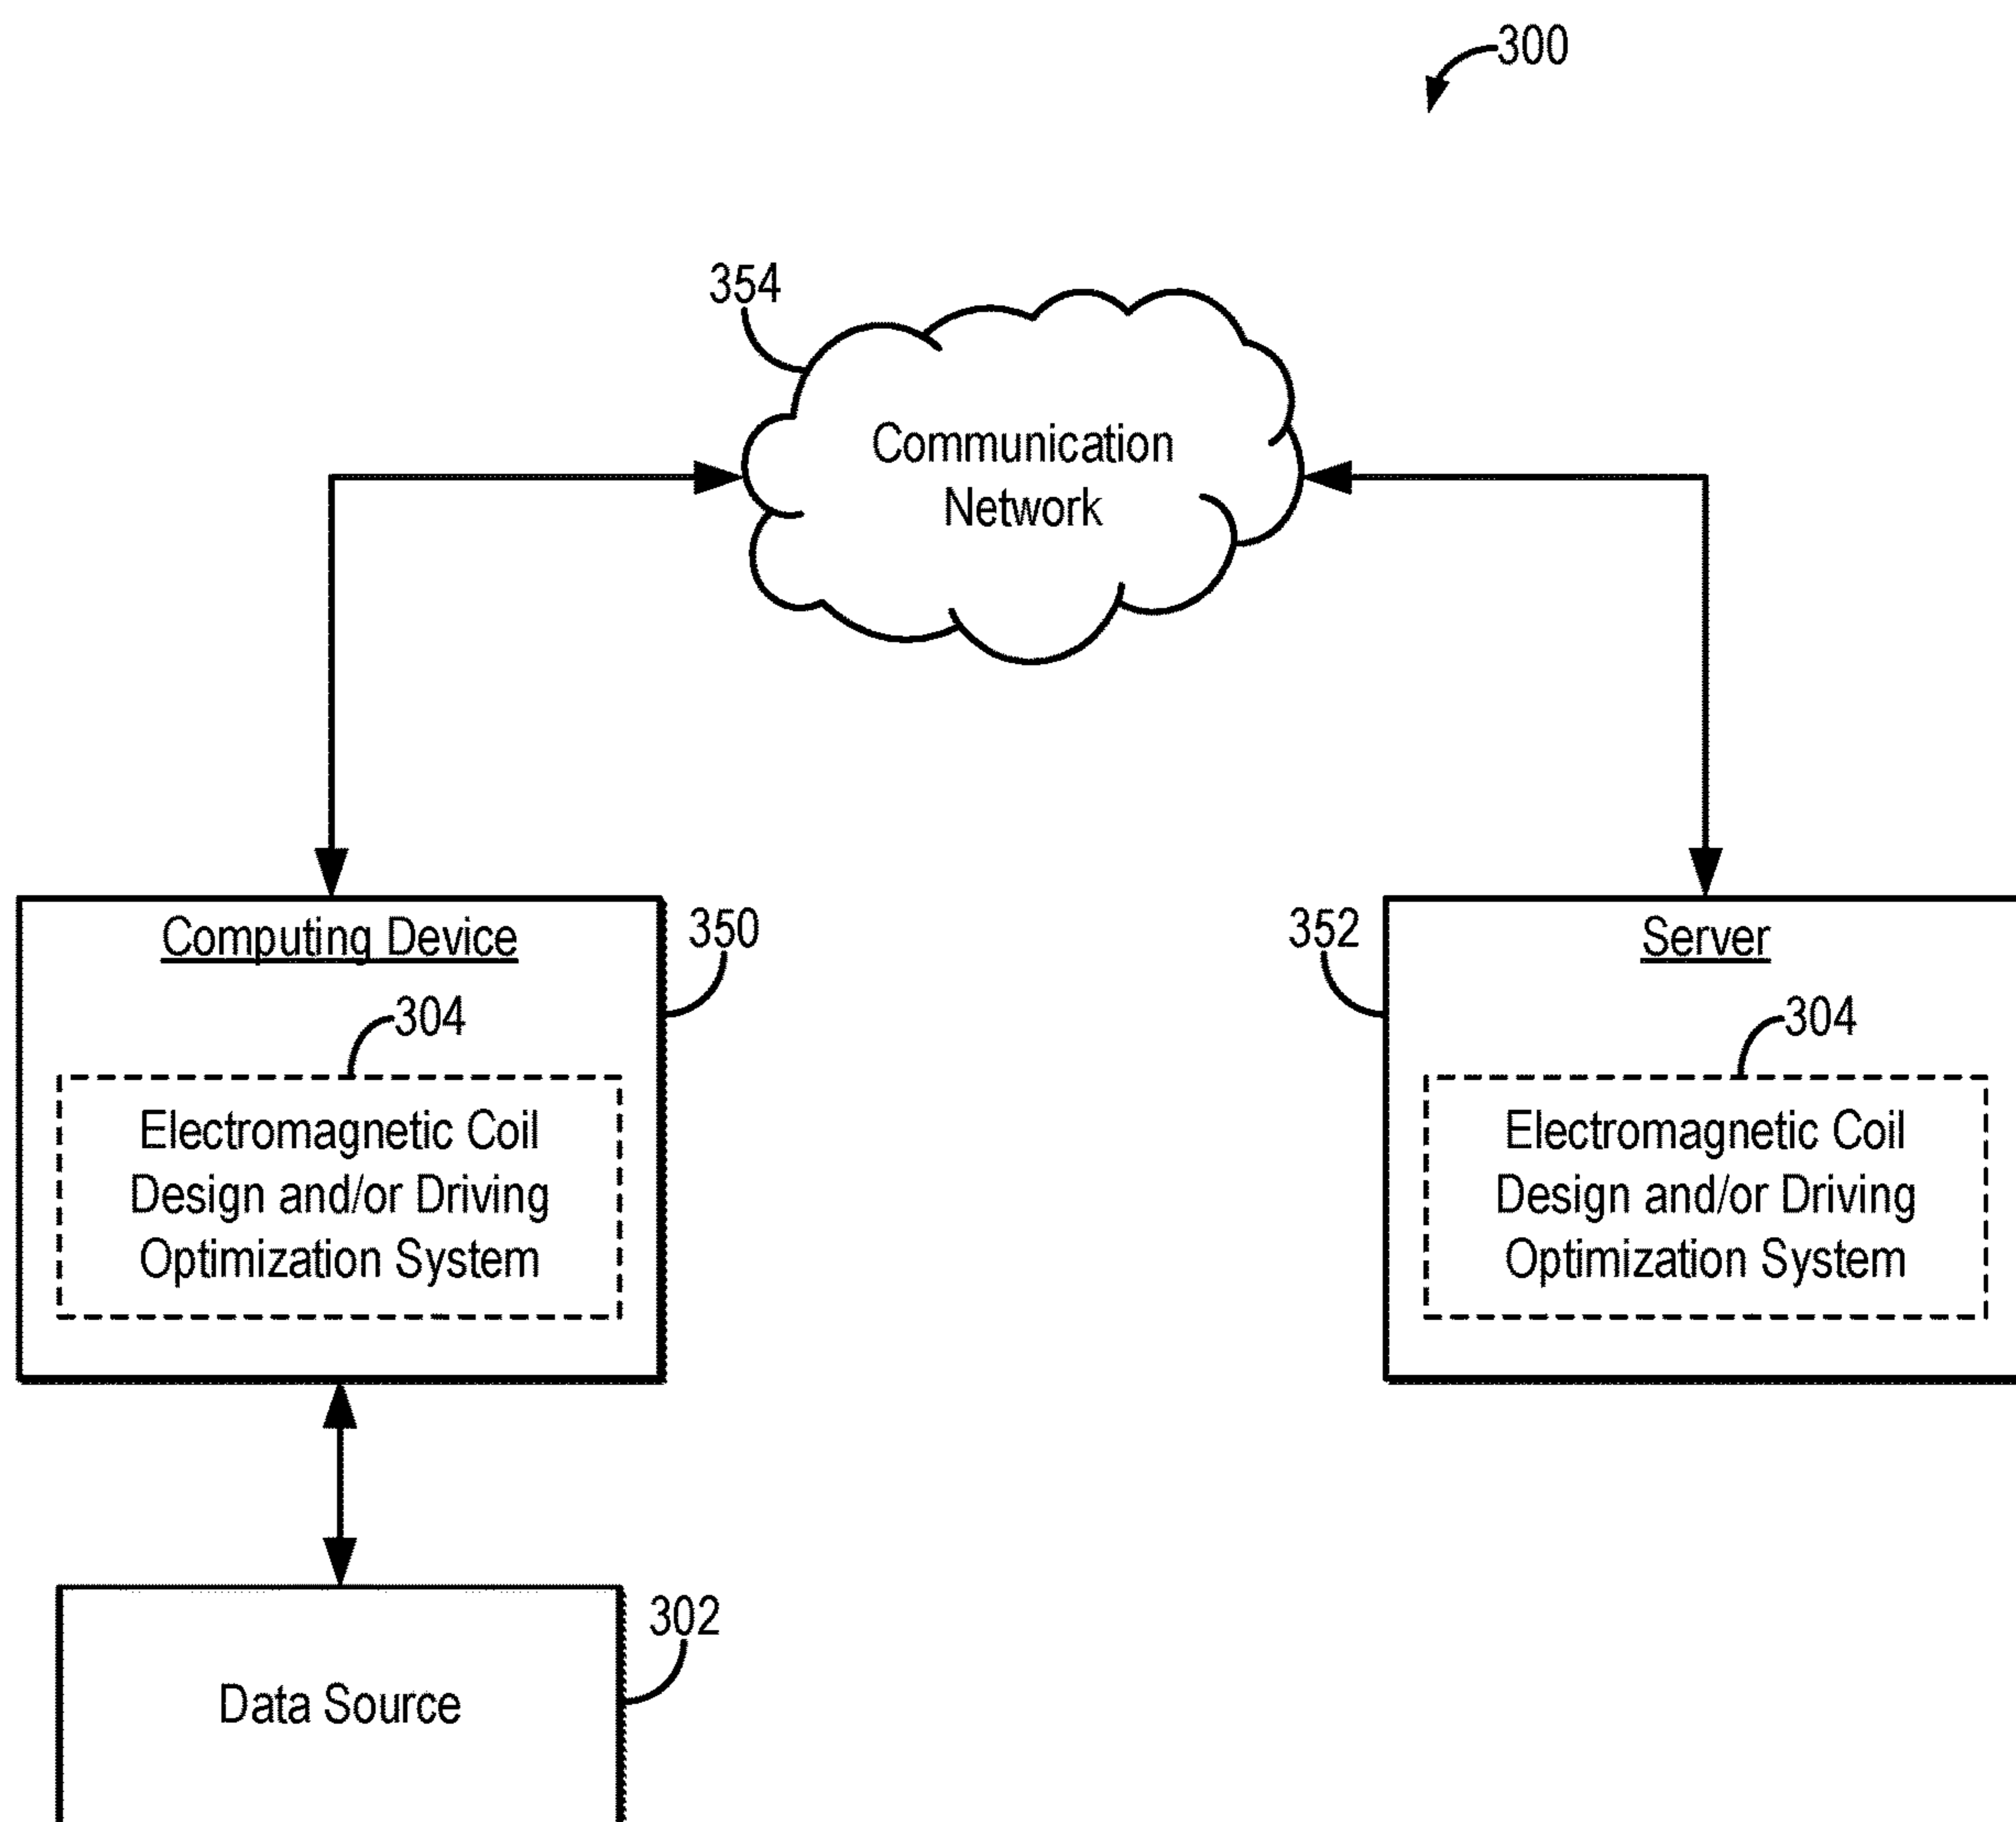 300
354
Communication
Network
Computing Device
350
304
Electromagnetic Coil
Design and/or Driving
Optimization System
352
Server
304
Electromagnetic Coil
Design and/or Driving
Optimization System
302
Data Source